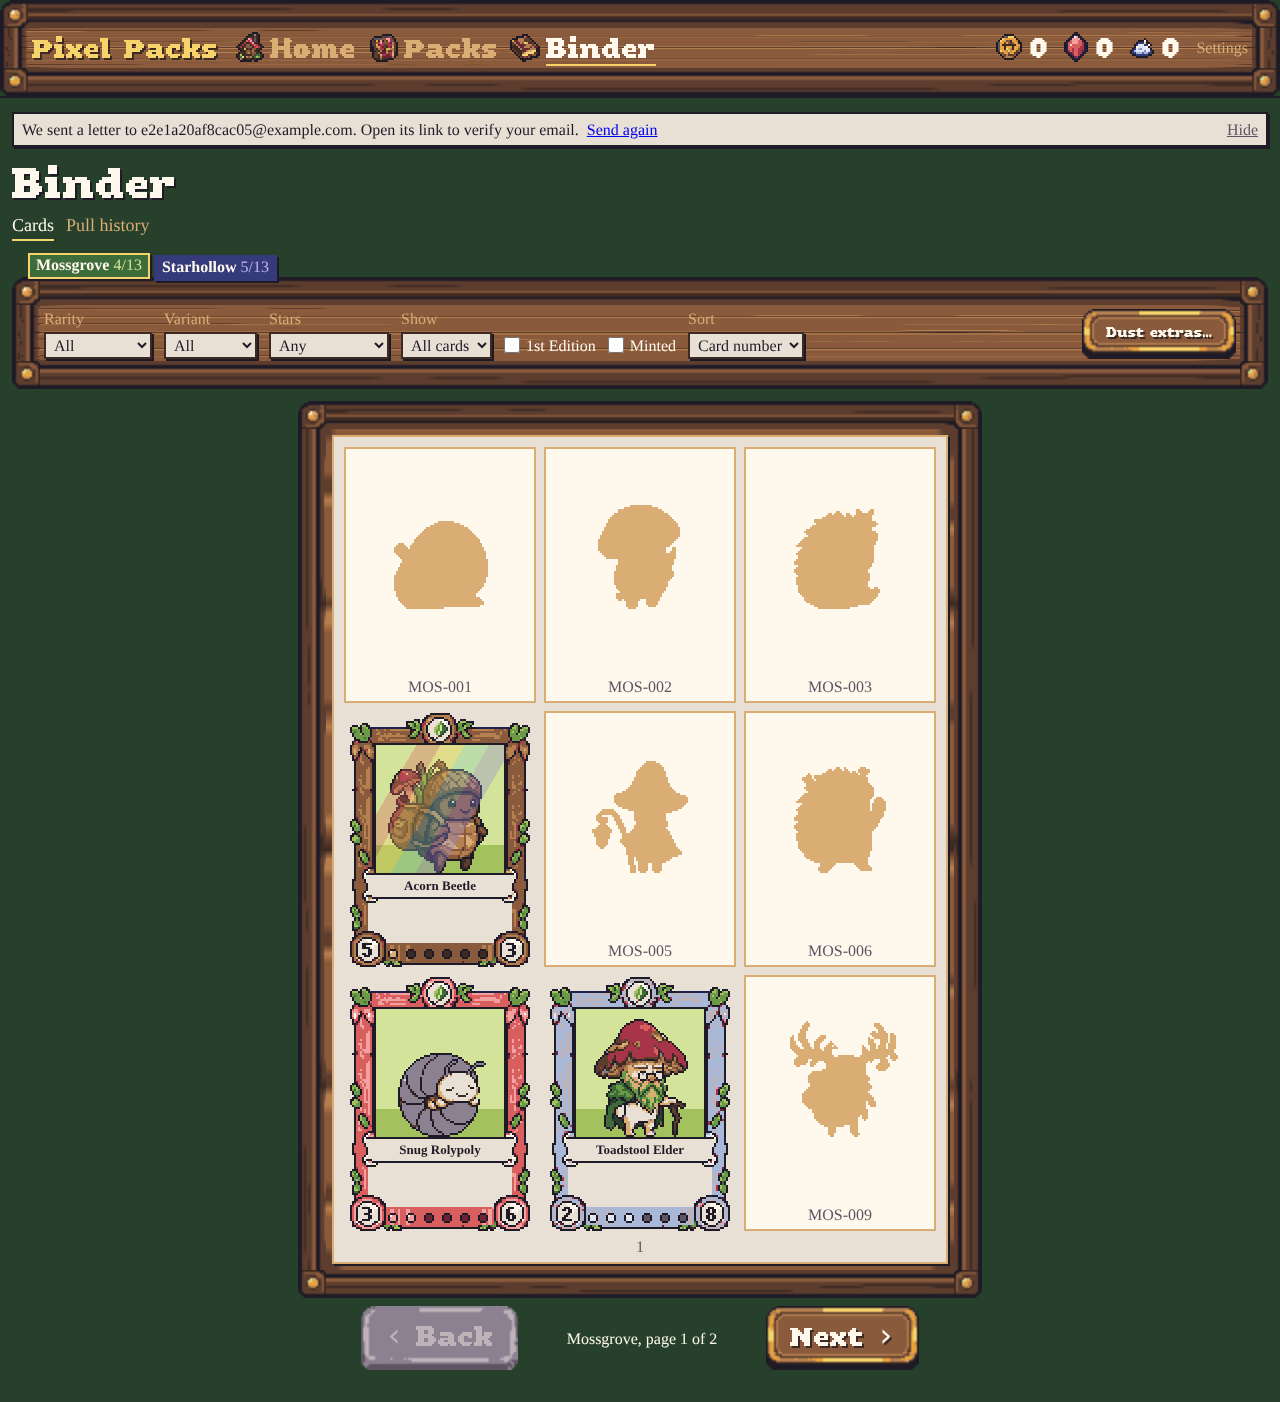 Pixel Packs Home Packs Binder 0 0 0 Settings
We sent a letter to e2e1a20af8cac05@example.com. Open its link to verify your email. Send again Hide
Binder
Cards Pull history
Mossgrove 4/13 Starhollow 5/13
Rarity Variant Stars Show Sort
All All Any All cards 1st Edition Minted Card number Dust extras...
MOS-001 MOS-002 MOS-003
Acorn Beetle
5 3
MOS-005 MOS-006
Snug Rolypoly
3 6
Toadstool Elder
2 8
MOS-009
1
‹ Back Mossgrove, page 1 of 2 Next ›